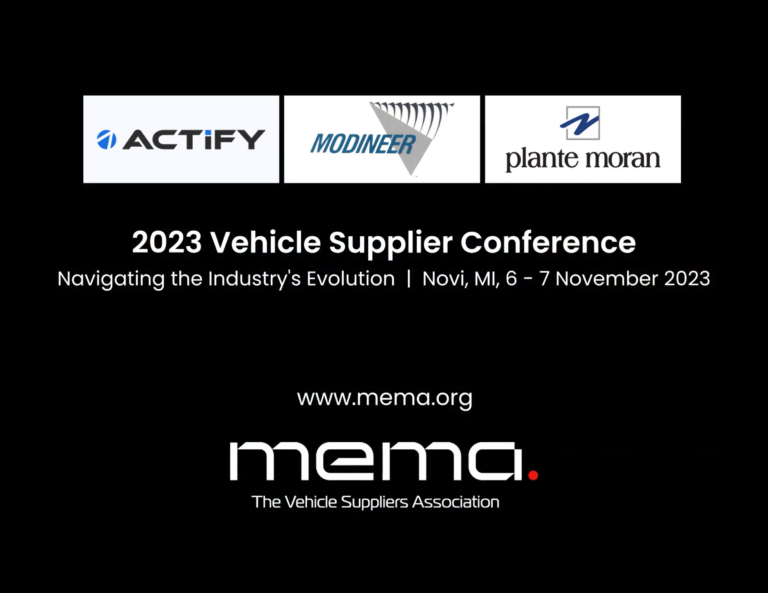 ACTiFY
MODINEER
plante moran
2023 Vehicle Supplier Conference
Navigating the Industry's Evolution | Novi, MI, 6 - 7 November 2023
www.mema.org
mema.
The Vehicle Suppliers Association